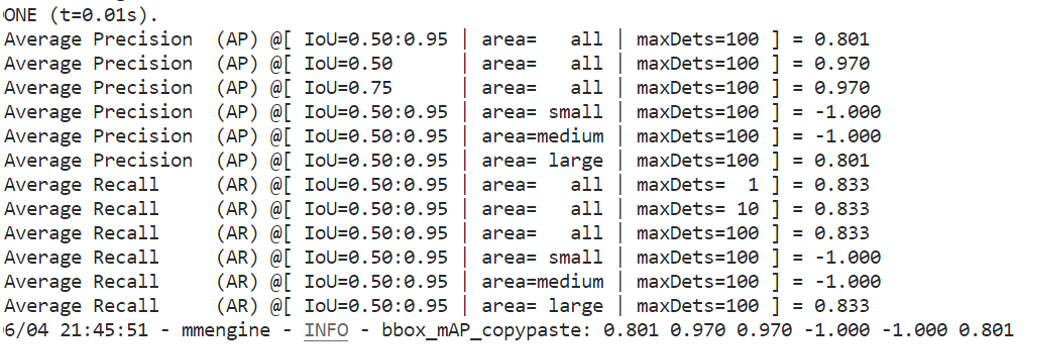 ONE (t=0.01s).
Average Precision  (AP) @[ IoU=0.50:0.95 | area=   all | maxDets=100 ] = 0.801
Average Precision  (AP) @[ IoU=0.50      | area=   all | maxDets=100 ] = 0.970
Average Precision  (AP) @[ IoU=0.75      | area=   all | maxDets=100 ] = 0.970
Average Precision  (AP) @[ IoU=0.50:0.95 | area= small | maxDets=100 ] = -1.000
Average Precision  (AP) @[ IoU=0.50:0.95 | area=medium | maxDets=100 ] = -1.000
Average Precision  (AP) @[ IoU=0.50:0.95 | area= large | maxDets=100 ] = 0.801
Average Recall     (AR) @[ IoU=0.50:0.95 | area=   all | maxDets=  1 ] = 0.833
Average Recall     (AR) @[ IoU=0.50:0.95 | area=   all | maxDets= 10 ] = 0.833
Average Recall     (AR) @[ IoU=0.50:0.95 | area=   all | maxDets=100 ] = 0.833
Average Recall     (AR) @[ IoU=0.50:0.95 | area= small | maxDets=100 ] = -1.000
Average Recall     (AR) @[ IoU=0.50:0.95 | area=medium | maxDets=100 ] = -1.000
Average Recall     (AR) @[ IoU=0.50:0.95 | area= large | maxDets=100 ] = 0.833
6/04 21:45:51 - mmengine - INFO - bbox_mAP_copypaste: 0.801 0.970 0.970 -1.000 -1.000 0.801